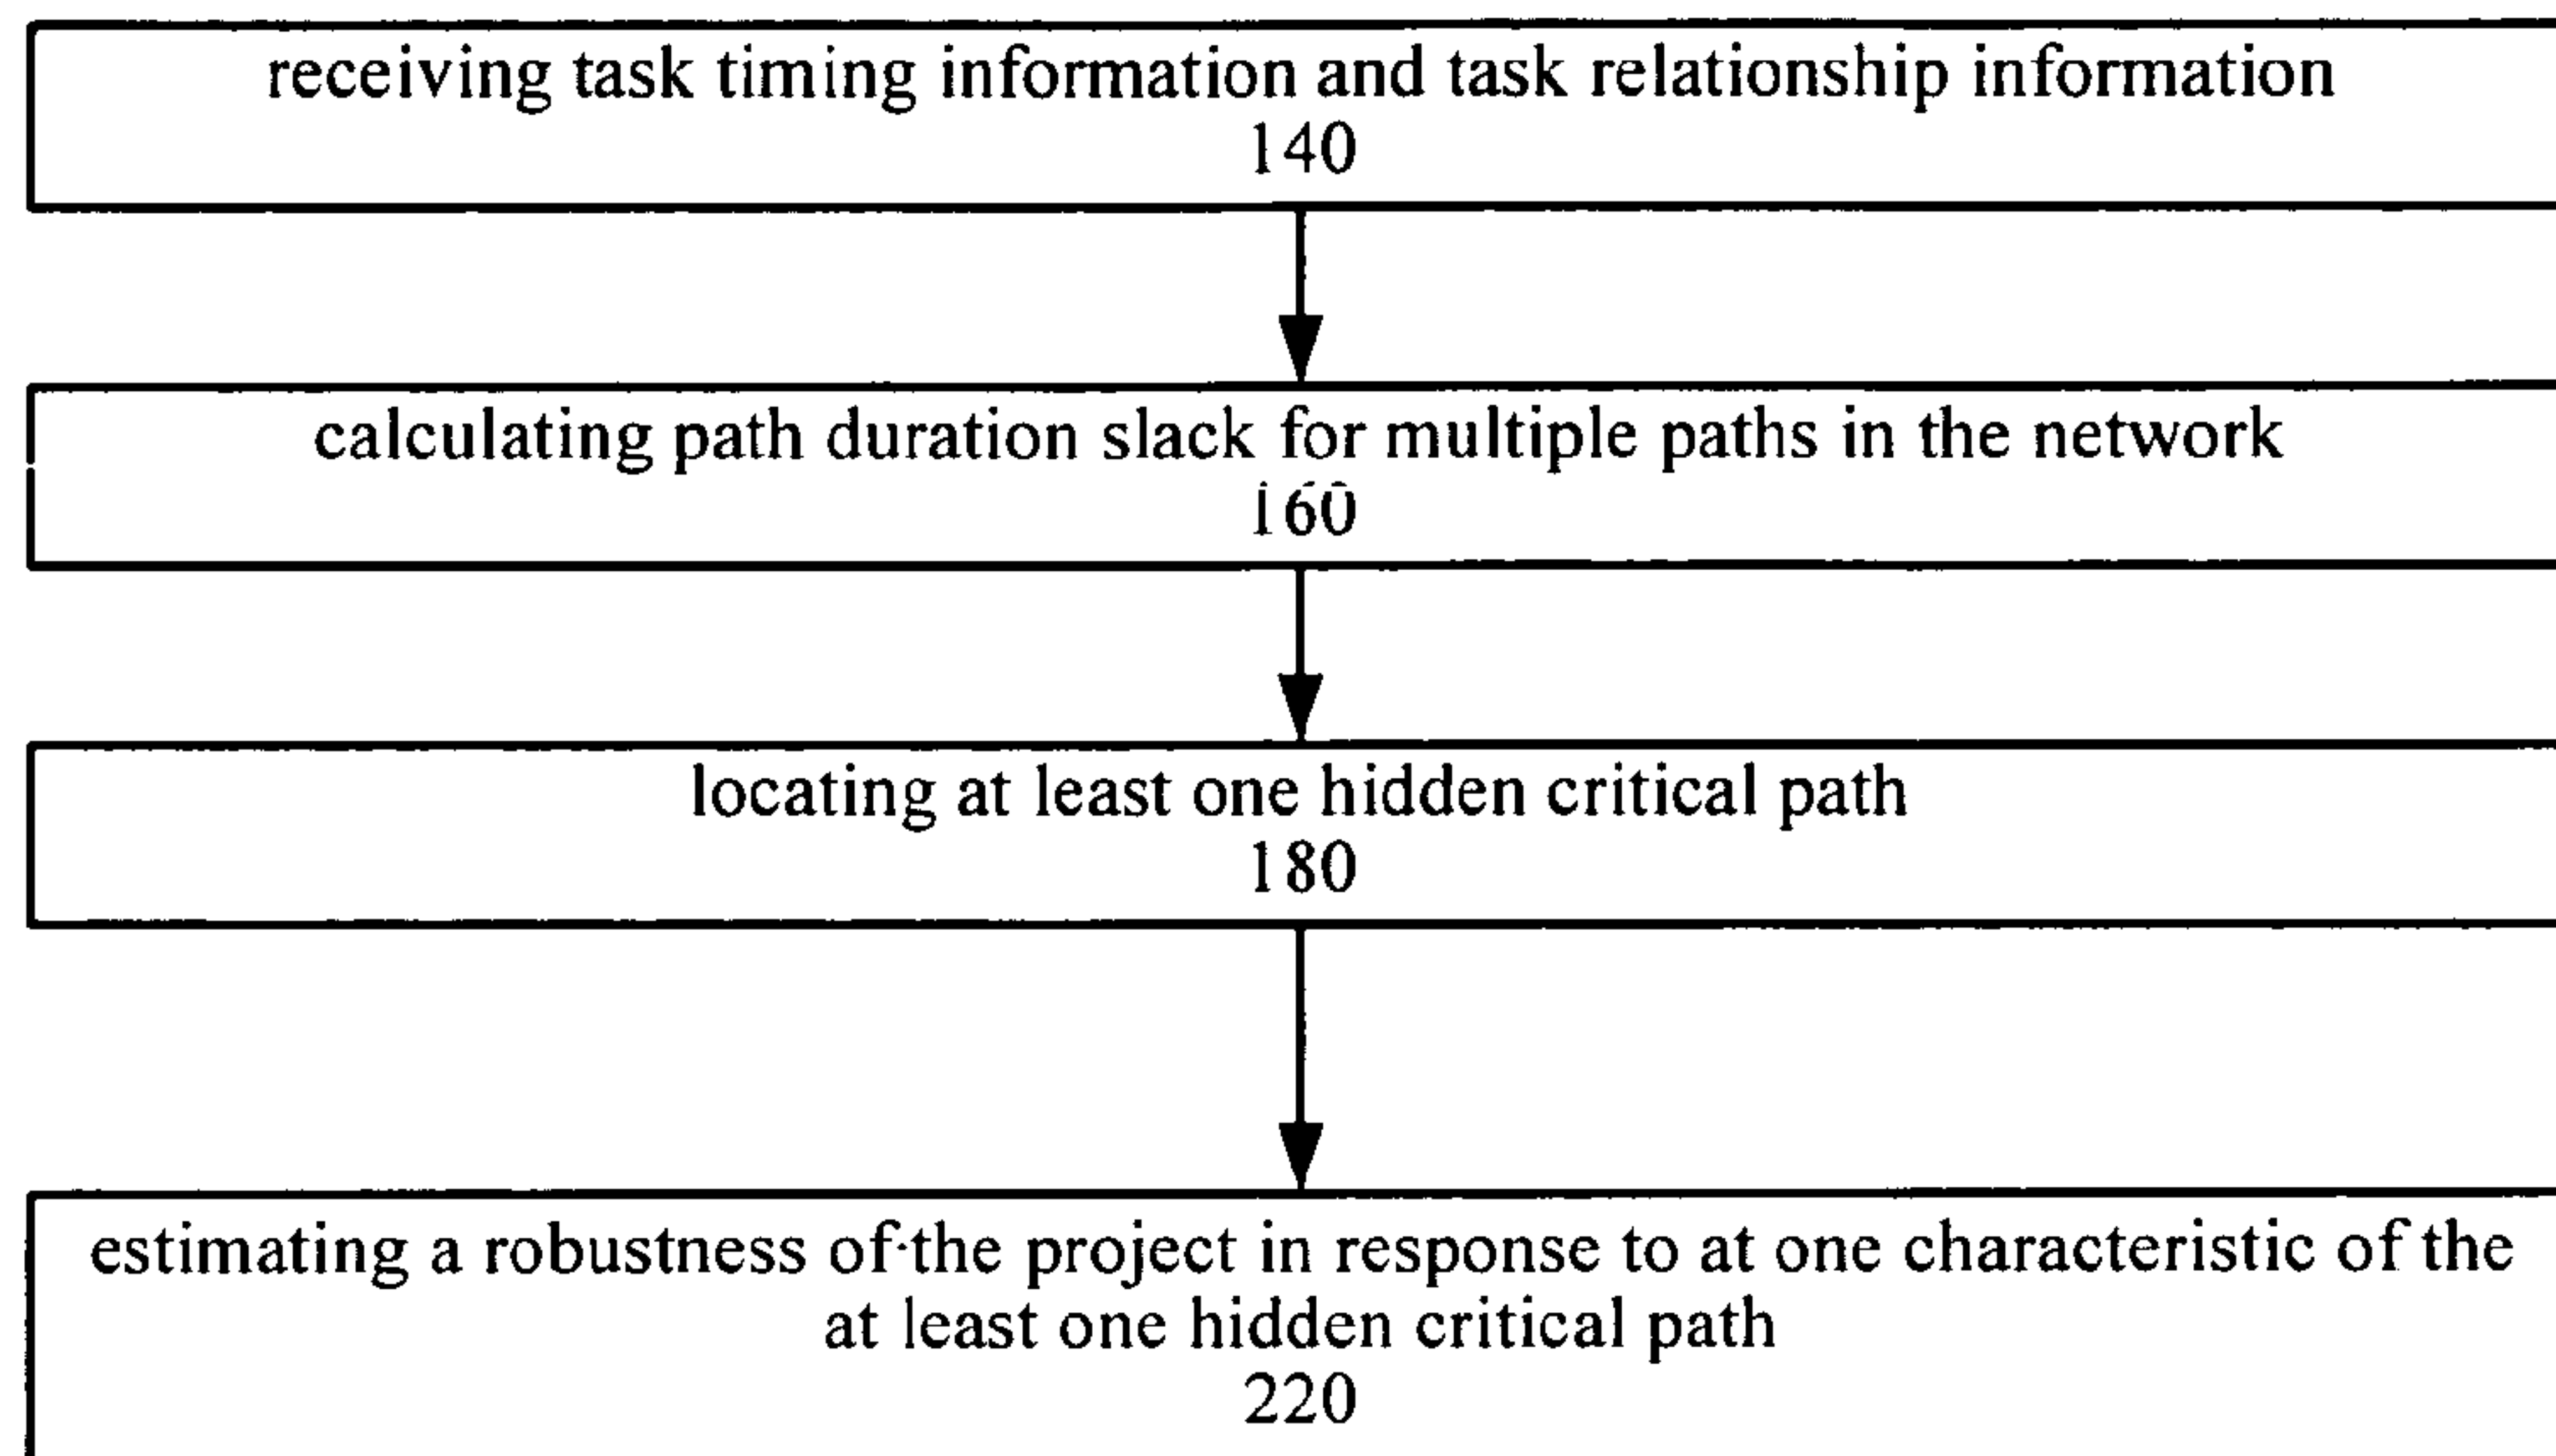 receiving task timing information and task relationship information
140
calculating path duration slack for multiple paths in the network
160
locating at least one hidden critical path
180
estimating a robustness of the project in response to at one characteristic of the
at least one hidden critical path
220